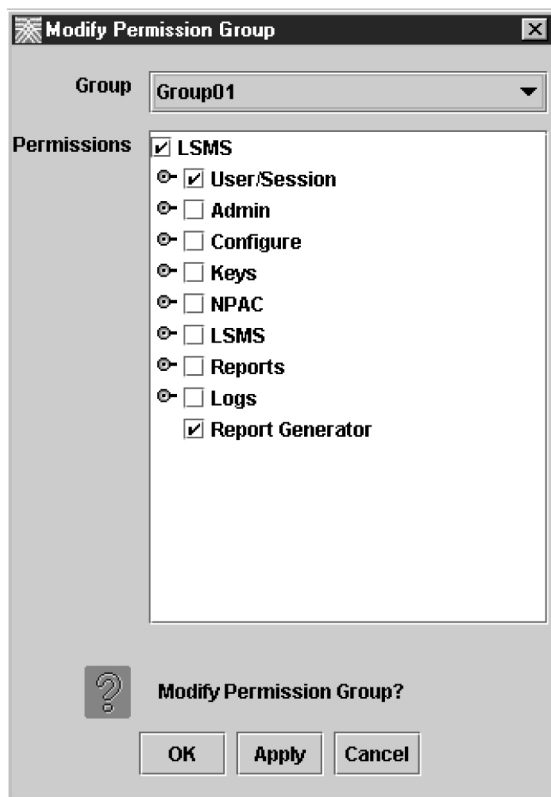 Modify Permission Group
Group Group01
Permissions LSMS
User/Session
Admin
Configure
Keys
NPAC
LSMS
Reports
Logs
Report Generator
Modify Permission Group?
OK Apply Cancel